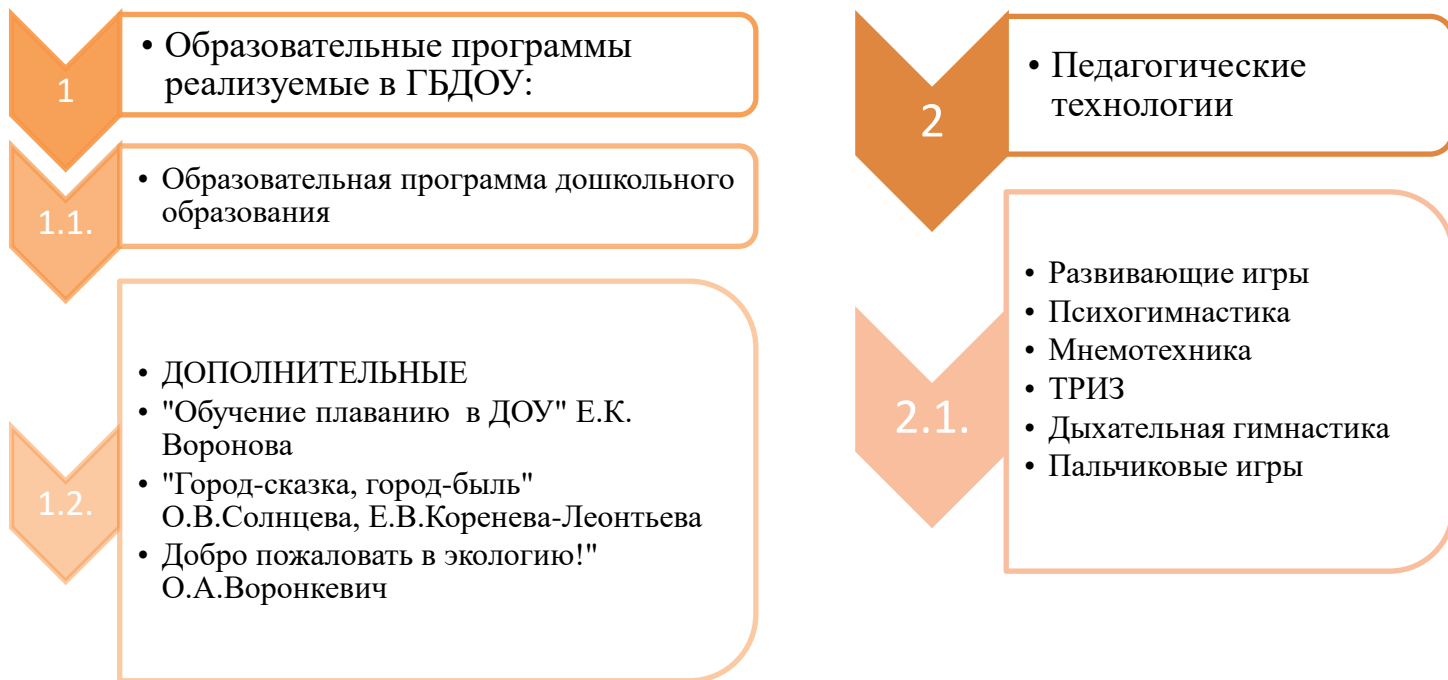 1
• Образовательные программы
реализуемые в ГБДОУ:
1.1.
• Образовательная программа дошкольного
образования
1.2.
• ДОПОЛНИТЕЛЬНЫЕ
• "Обучение плаванию  в ДОУ" Е.К.
Воронова
• "Город-сказка, город-быль"
О.В.Солнцева, Е.В.Коренева-Леонтьева
• Добро пожаловать в экологию!"
О.А.Воронкевич
2
• Педагогические
технологии
2.1.
• Развивающие игры
• Психогимнастика
• Мнемотехника
• ТРИЗ
• Дыхательная гимнастика
• Пальчиковые игры